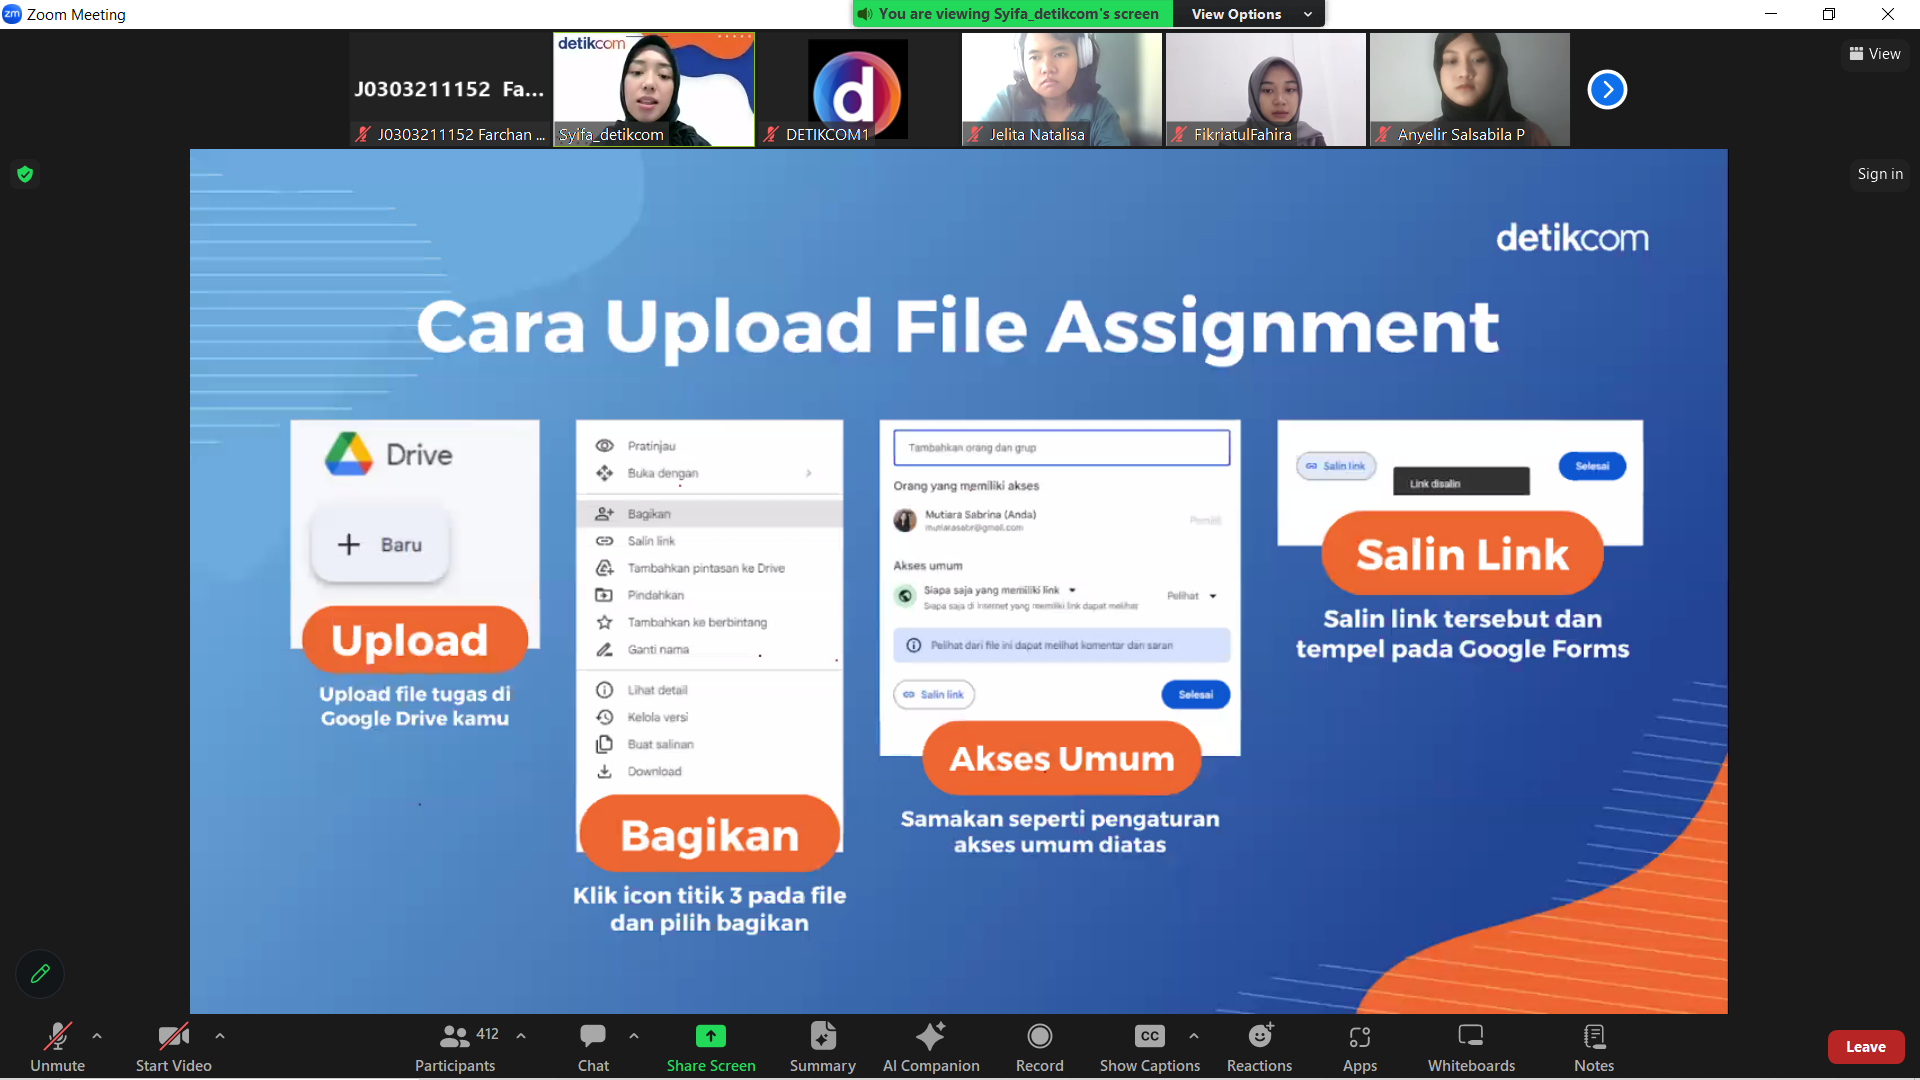 zm Zoom Meeting
You are viewing Syifa_detikcom's screen
View Options
J0303211152 Fa...
J0303211152 Farchan ...
detikcom
Syifa_detikcom
d
DETIKCOM1
Jelita Natalisa
FikriatulFahira
Anyelir Salsabila P
View
Sign in
detikcom
Cara Upload File Assignment
Drive
+ Baru
Upload
Upload file tugas di
Google Drive kamu
Pratinjau
Buka dengan
Bagikan
Salin link
Tambahkan pintasan ke Drive
Pindahkan
Tambahkan ke berbintang
Ganti nama
Lihat detail
Kelola versi
Buat salinan
Download
Bagikan
Klik icon titik 3 pada file
dan pilih bagikan
Tambahkan orang dan grup
Orang yang memiliki akses
Mutiara Sabrina (Anda)
mutiarasabr@gmail.com
Pemilik
Akses umum
Siapa saja yang memiliki link
Siapa saja di internet yang memiliki link dapat melihat
Pelihat
Pelihat dari file ini dapat melihat komentar dan saran
Salin link
Selesai
Akses Umum
Samakan seperti pengaturan
akses umum diatas
Salin link
Link disalin
Selesai
Salin Link
Salin link tersebut dan
tempel pada Google Forms
Unmute
Start Video
412
Participants
Chat
Share Screen
Summary
AI Companion
Record
CC
Show Captions
Reactions
Apps
Whiteboards
Notes
Leave